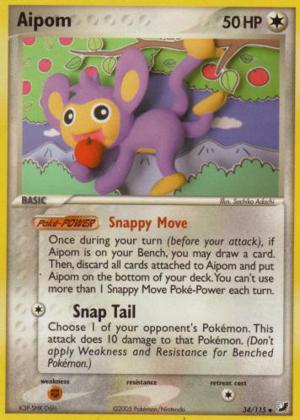 Aipom 50 HP
BASIC Illus. Sachiko Adachi
Poké-POWER Snappy Move
Once during your turn (before your attack), if
Aipom is on your Bench, you may draw a card.
Then, discard all cards attached to Aipom and put
Aipom on the bottom of your deck. You can't use
more than 1 Snappy Move Poké-Power each turn.
Snap Tail
Choose 1 of your opponent's Pokémon. This
attack does 10 damage to that Pokémon. (Don't
apply Weakness and Resistance for Benched
Pokémon.)
weakness resistance retreat cost
©2005 Pokémon/Nintendo 34/115